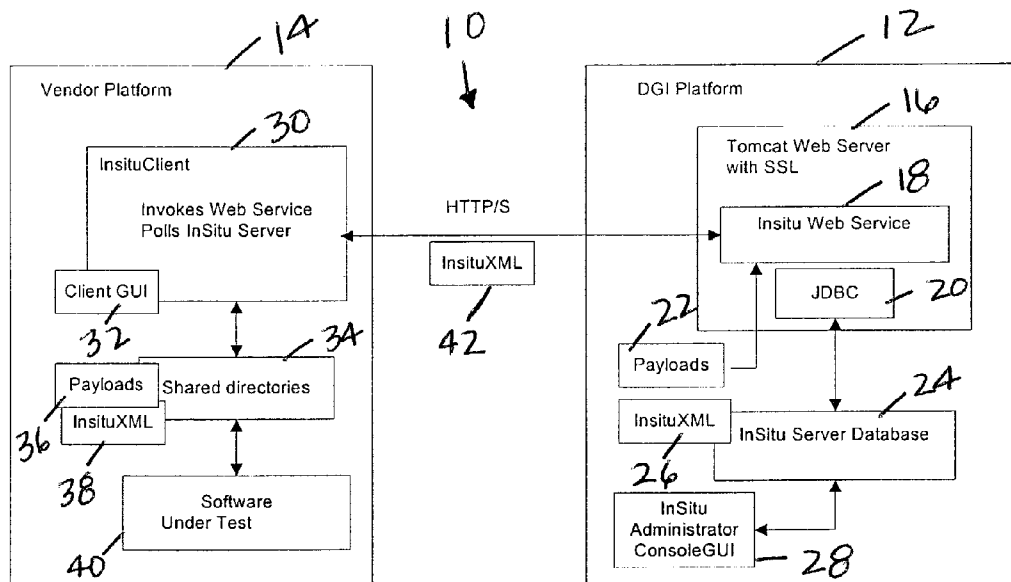 14
10
12
Vendor Platform
DGI Platform
30
16
InsituClient
Tomcat Web Server
with SSL
18
Invokes Web Service
Polls InSitu Server
HTTP/S
Insitu Web Service
InsituXML
Client GUI
JDBC
20
32
42
22
34
Payloads
Payloads
Shared directories
24
InsituXML
InsituXML
InSitu Server Database
36
38
26
Software
Under Test
InSitu
Administrator
ConsoleGUI
40
28